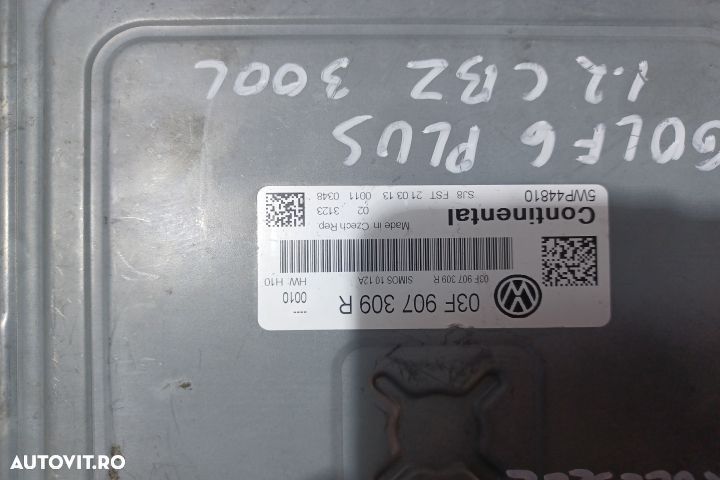 GOLF 6 PLUS
1.2 CBZ 300L
03F 907 309 R
0010
----
03F 907 309 R
SIMOS 10.12A
HW: H10
Continental
Made in Czech Rep.
02 3123
5WP44810
SJ8 FST 21 03 13 0011 0348
AUTOVIT.RO